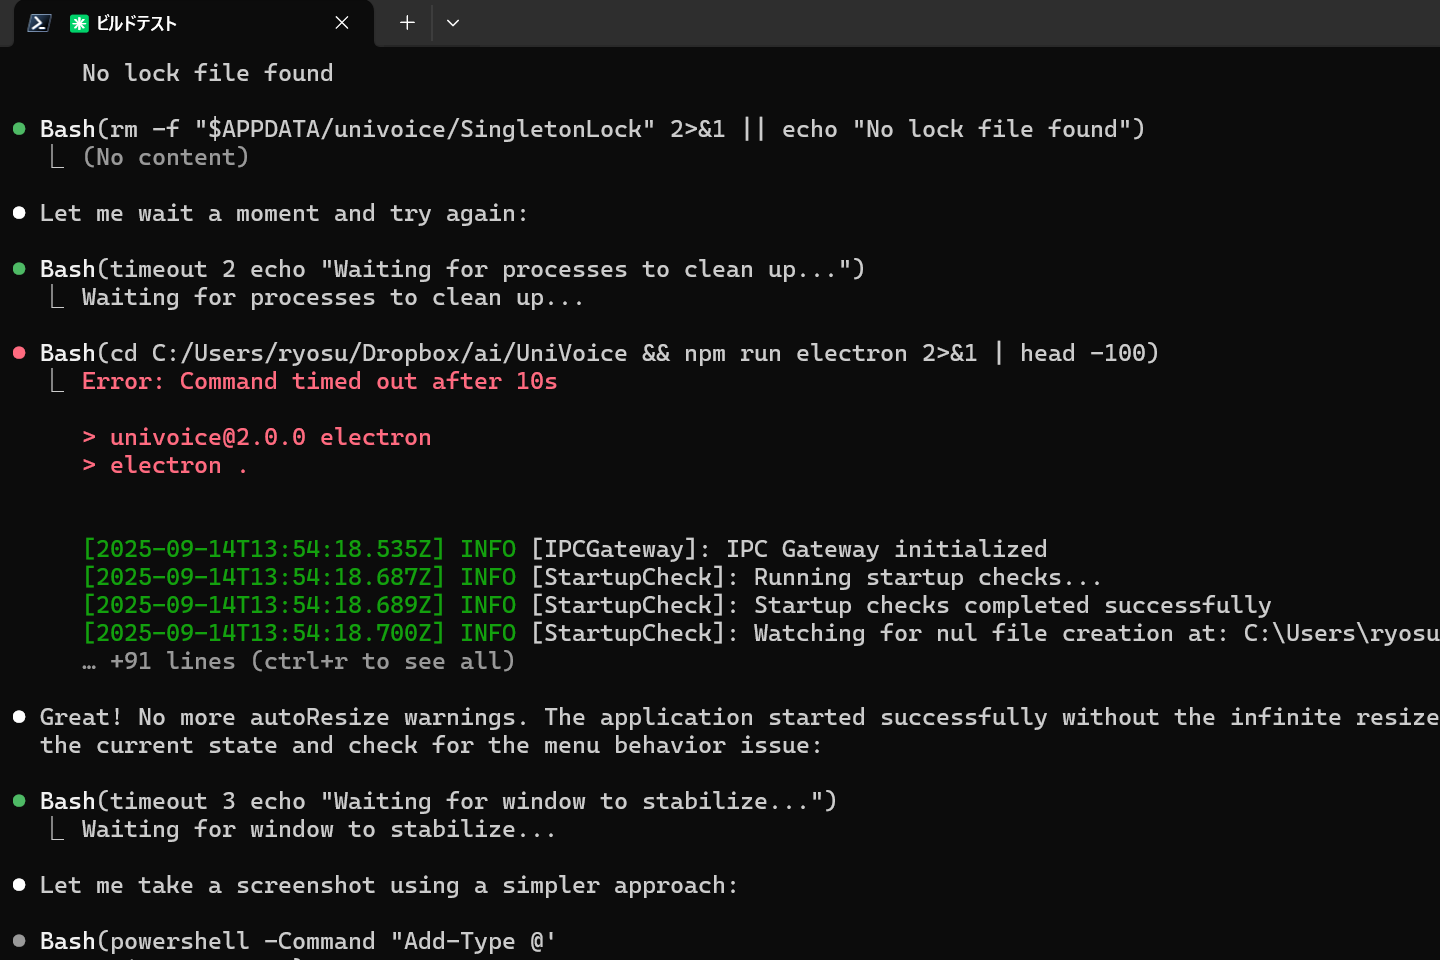 ビルドテスト
No lock file found
Bash(rm -f "$APPDATA/univoice/SingletonLock" 2>&1 || echo "No lock file found")
(No content)
Let me wait a moment and try again:
Bash(timeout 2 echo "Waiting for processes to clean up...")
Waiting for processes to clean up...
Bash(cd C:/Users/ryosu/Dropbox/ai/UniVoice && npm run electron 2>&1 | head -100)
Error: Command timed out after 10s
> univoice@2.0.0 electron
> electron .
[2025-09-14T13:54:18.535Z] INFO [IPCGateway]: IPC Gateway initialized
[2025-09-14T13:54:18.687Z] INFO [StartupCheck]: Running startup checks...
[2025-09-14T13:54:18.689Z] INFO [StartupCheck]: Startup checks completed successfully
[2025-09-14T13:54:18.700Z] INFO [StartupCheck]: Watching for nul file creation at: C:\Users\ryosu
… +91 lines (ctrl+r to see all)
Great! No more autoResize warnings. The application started successfully without the infinite resize
the current state and check for the menu behavior issue:
Bash(timeout 3 echo "Waiting for window to stabilize...")
Waiting for window to stabilize...
Let me take a screenshot using a simpler approach:
Bash(powershell -Command "Add-Type @'